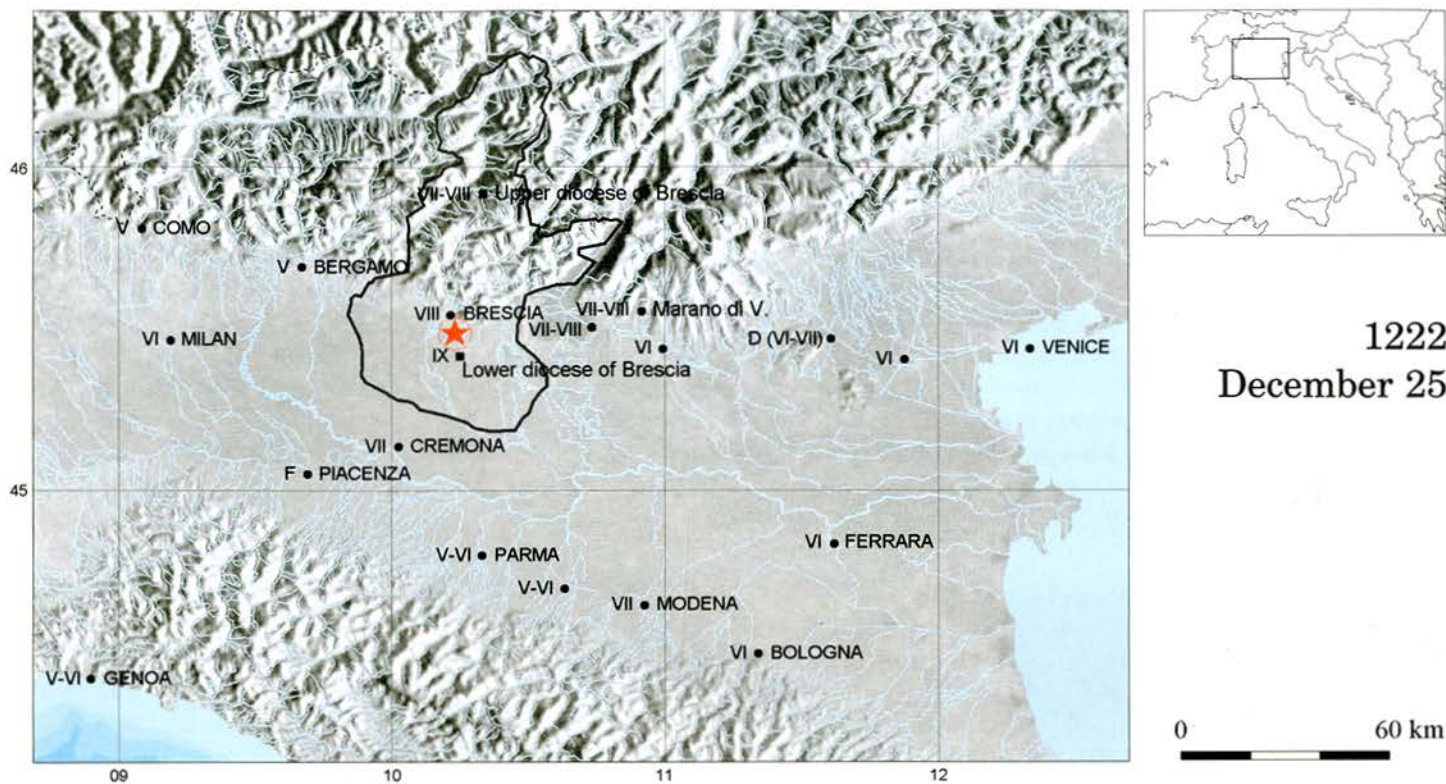 46
VII-VIII Upper diocese of Brescia
V COMO
V BERGAMO
VII-VIII Marano di V.
VIII BRESCIA
VII-VIII
VI MILAN
D (VI-VII)
VI
VI
VI VENICE
IX
Lower diocese of Brescia
VII CREMONA
F PIACENZA
45
V-VI PARMA
VI FERRARA
V-VI
VII MODENA
VI BOLOGNA
V-VI GENOA
09
10
11
12
1222
December 25
0
60 km